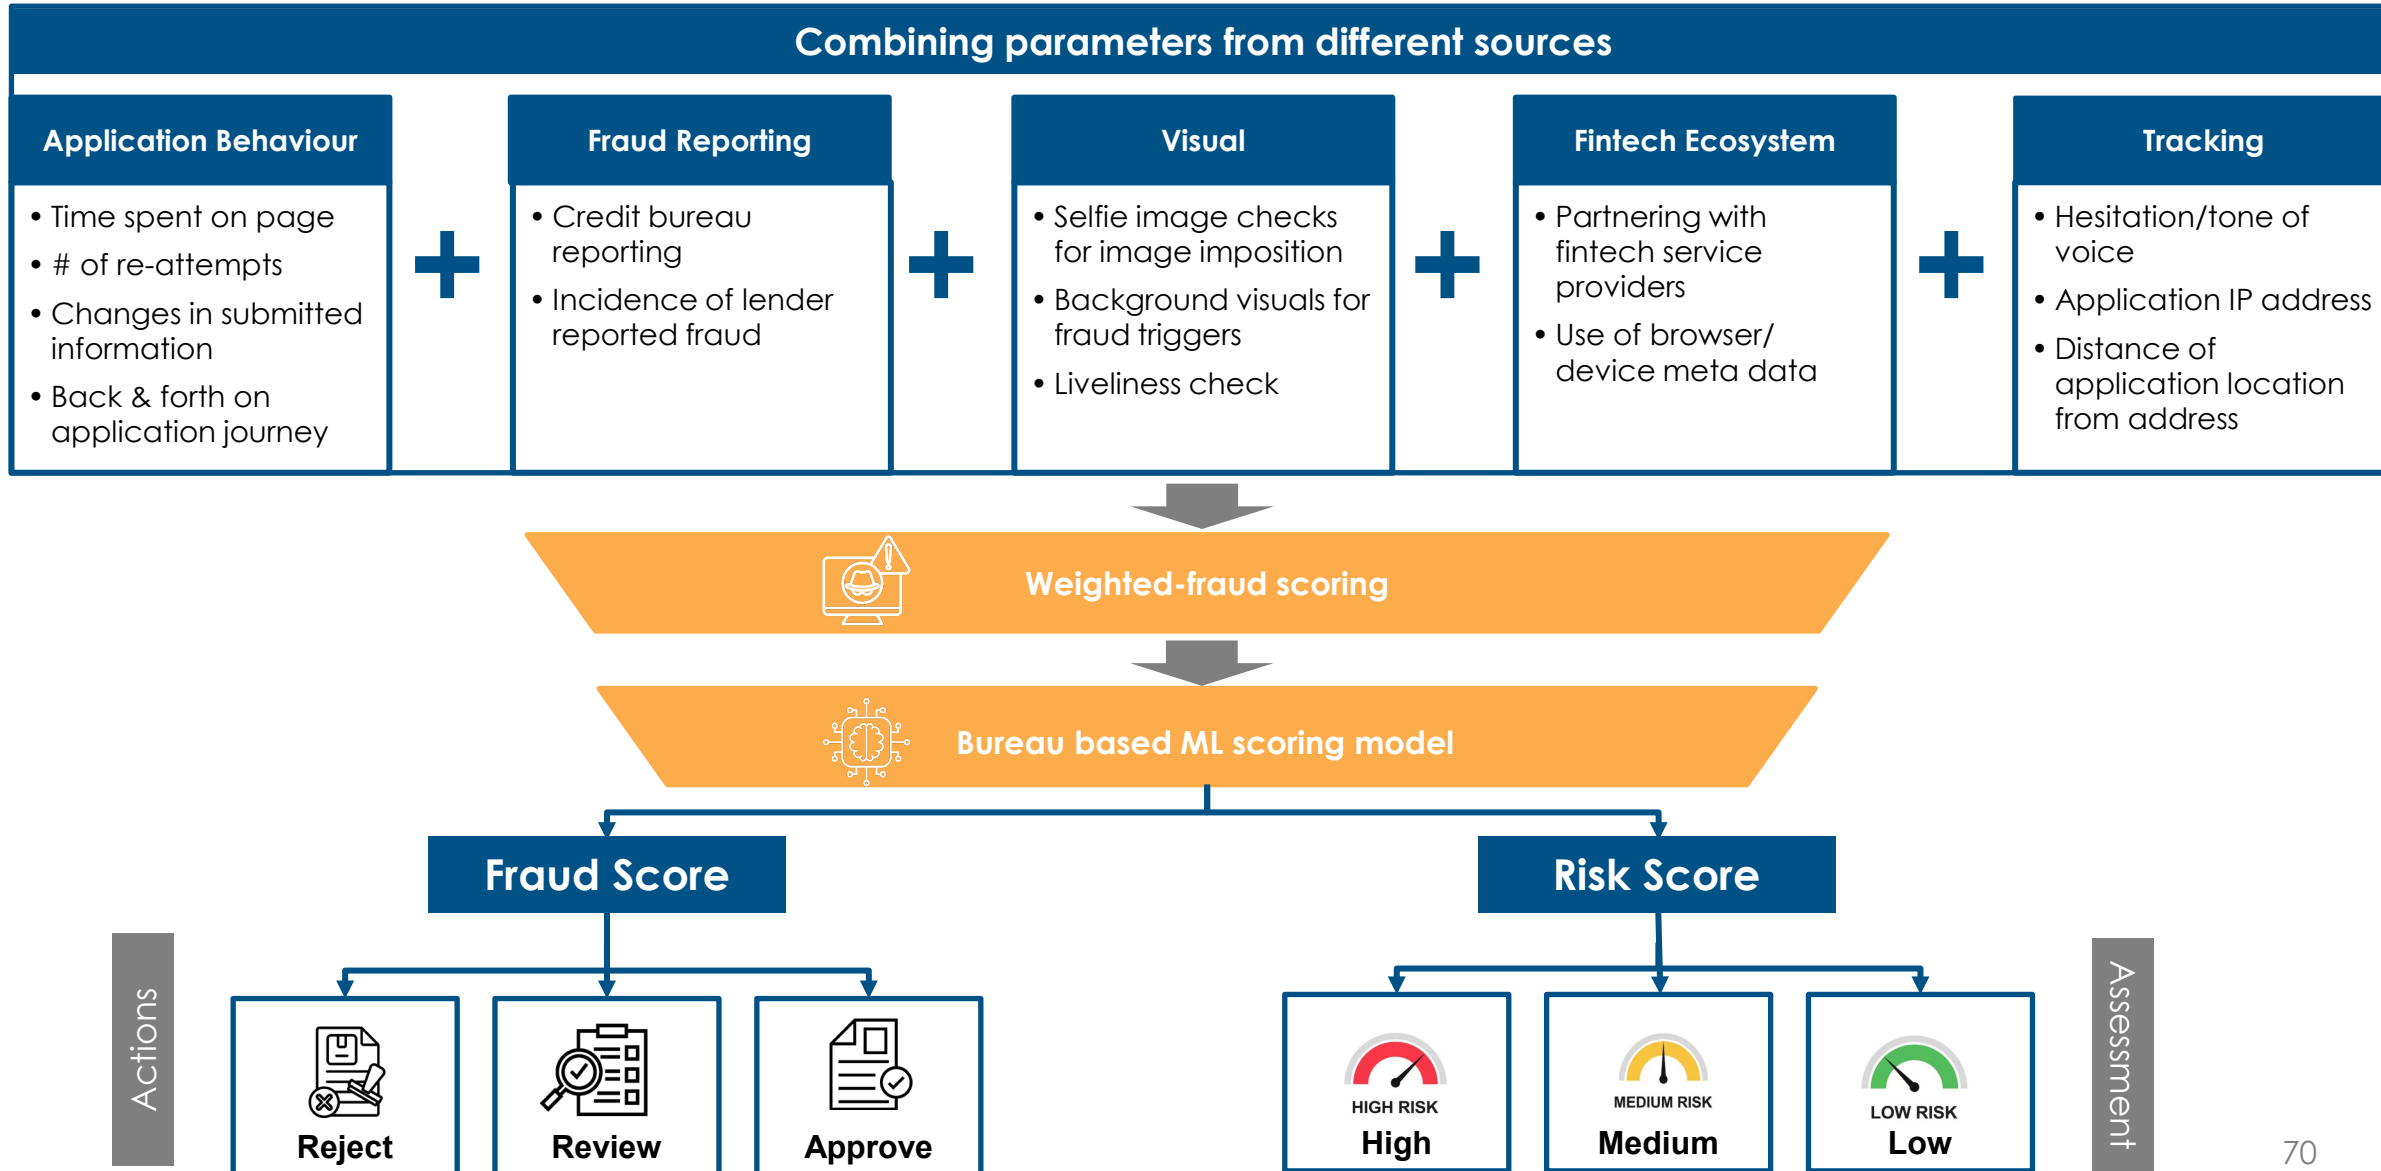 Combining parameters from different sources
Application Behaviour
• Time spent on page
• # of re-attempts
• Changes in submitted
information
• Back & forth on
application journey
Fraud Reporting
• Credit bureau
reporting
• Incidence of lender
reported fraud
Visual
• Selfie image checks
for image imposition
• Background visuals for
fraud triggers
• Liveliness check
Fintech Ecosystem
• Partnering with
fintech service
providers
• Use of browser/
device meta data
Tracking
• Hesitation/tone of
voice
• Application IP address
• Distance of
application location
from address
Weighted-fraud scoring
Bureau based ML scoring model
Fraud Score
Risk Score
Actions
Reject
Review
Approve
HIGH RISK
High
MEDIUM RISK
Medium
LOW RISK
Low
Assessment
70